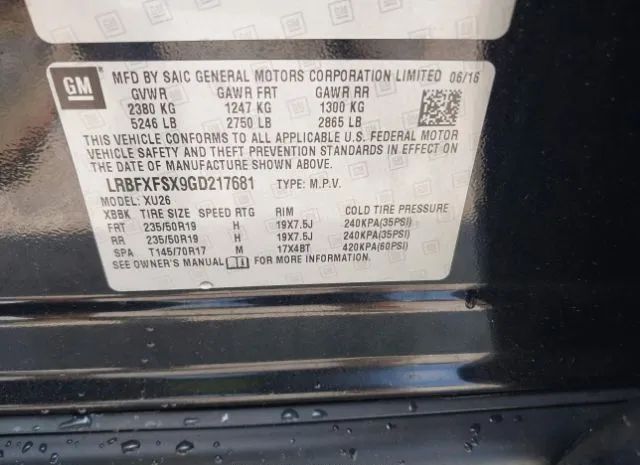 GM
MFD BY SAIC GENERAL MOTORS CORPORATION LIMITED 06/16
GVWR GAWR FRT GAWR RR
2380 KG 1247 KG 1300 KG
5246 LB 2750 LB 2865 LB
THIS VEHICLE CONFORMS TO ALL APPLICABLE U.S. FEDERAL MOTOR
VEHICLE SAFETY AND THEFT PREVENTION STANDARDS IN EFFECT ON
THE DATE OF MANUFACTURE SHOWN ABOVE.
LRBFXFSX9GD217681 TYPE: M.P.V.
MODEL: XU26
XBBK TIRE SIZE SPEED RTG RIM COLD TIRE PRESSURE
FRT 235/50R19 H 19X7.5J 240KPA(35PSI)
RR 235/50R19 H 19X7.5J 240KPA(35PSI)
SPA T145/70R17 M 17X4BT 420KPA(60PSI)
SEE OWNER'S MANUAL FOR MORE INFORMATION.